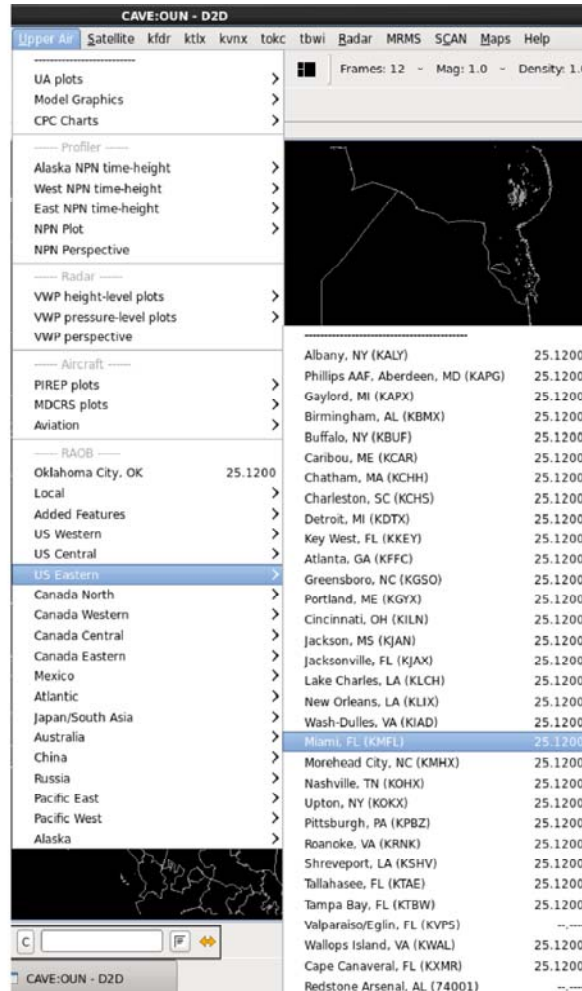 CAVE:OUN - D2D
Upper Air Satellite kfdr ktlx kvnx tokc tbwi Radar MRMS SCAN Maps Help
Frames: 12 - Mag: 1.0 - Density: 1.0
-------------------------
UA plots
Model Graphics
CPC Charts
------ Profiler ------
Alaska NPN time-height
West NPN time-height
East NPN time-height
NPN Plot
NPN Perspective
------ Radar ------
VWP height-level plots
VWP pressure-level plots
VWP perspective
------ Aircraft ------
PIREP plots
MDCRS plots
Aviation
------ RAOB ------
Oklahoma City, OK 25.1200
Local
Added Features
US Western
US Central
US Eastern
Canada North
Canada Western
Canada Central
Canada Eastern
Mexico
Atlantic
Japan/South Asia
Australia
China
Russia
Pacific East
Pacific West
Alaska
-----------------------------------------
Albany, NY (KALY) 25.1200
Phillips AAF, Aberdeen, MD (KAPG) 25.1200
Gaylord, MI (KAPX) 25.1200
Birmingham, AL (KBMX) 25.1200
Buffalo, NY (KBUF) 25.1200
Caribou, ME (KCAR) 25.1200
Chatham, MA (KCHH) 25.1200
Charleston, SC (KCHS) 25.1200
Detroit, MI (KDTX) 25.1200
Key West, FL (KKEY) 25.1200
Atlanta, GA (KFFC) 25.1200
Greensboro, NC (KGSO) 25.1200
Portland, ME (KGYX) 25.1200
Cincinnati, OH (KILN) 25.1200
Jackson, MS (KJAN) 25.1200
Jacksonville, FL (KJAX) 25.1200
Lake Charles, LA (KLCH) 25.1200
New Orleans, LA (KLIX) 25.1200
Wash-Dulles, VA (KIAD) 25.1200
Miami, FL (KMFL) 25.1200
Morehead City, NC (KMHX) 25.1200
Nashville, TN (KOHX) 25.1200
Upton, NY (KOKX) 25.1200
Pittsburgh, PA (KPBZ) 25.1200
Roanoke, VA (KRNK) 25.1200
Shreveport, LA (KSHV) 25.1200
Tallahasee, FL (KTAE) 25.1200
Tampa Bay, FL (KTBW) 25.1200
Valparaiso/Eglin, FL (KVPS) --.----
Wallops Island, VA (KWAL) 25.1200
Cape Canaveral, FL (KXMR) 25.1200
Redstone Arsenal, AL (74001) --.----
C
CAVE:OUN - D2D